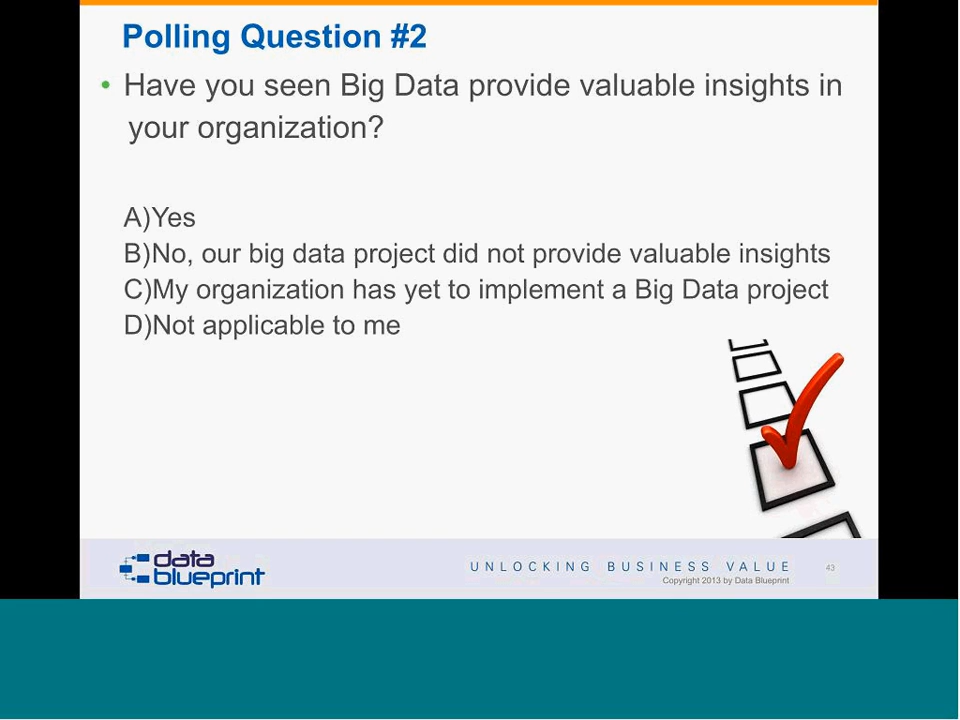 Polling Question #2
• Have you seen Big Data provide valuable insights in
your organization?
A)Yes
B)No, our big data project did not provide valuable insights
C)My organization has yet to implement a Big Data project
D)Not applicable to me
data
blueprint
UNLOCKING BUSINESS VALUE
43
Copyright 2013 by Data Blueprint